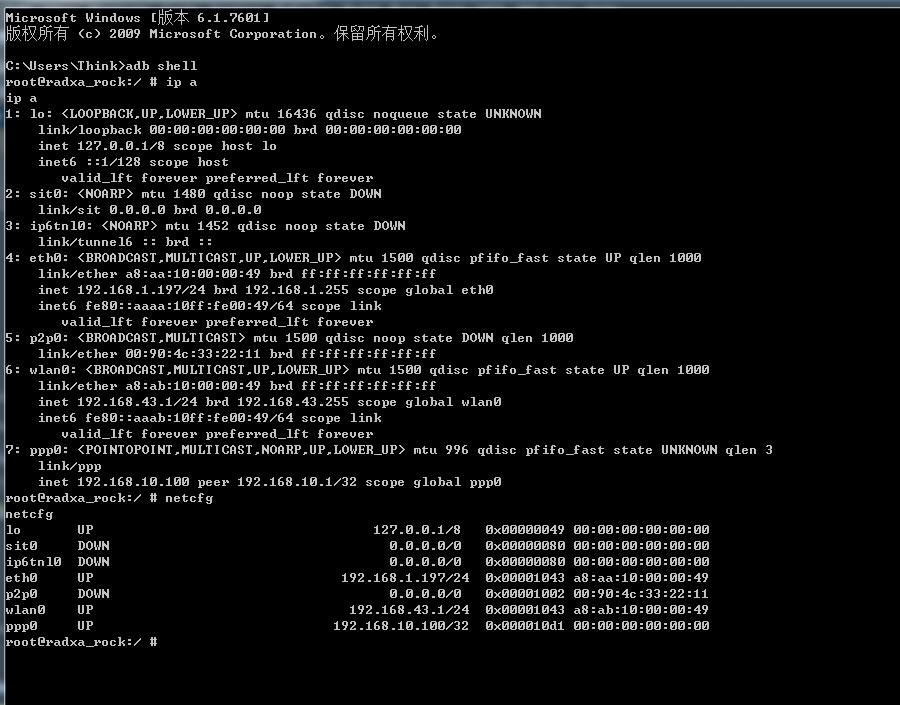 Microsoft Windows [版本 6.1.7601]
版权所有 (c) 2009 Microsoft Corporation。保留所有权利。
C:\Users\Think>adb shell
root@radxa_rock:/ # ip a
ip a
1: lo: <LOOPBACK,UP,LOWER_UP> mtu 16436 qdisc noqueue state UNKNOWN
link/loopback 00:00:00:00:00:00 brd 00:00:00:00:00:00
inet 127.0.0.1/8 scope host lo
inet6 ::1/128 scope host
valid_lft forever preferred_lft forever
2: sit0: <NOARP> mtu 1480 qdisc noop state DOWN
link/sit 0.0.0.0 brd 0.0.0.0
3: ip6tnl0: <NOARP> mtu 1452 qdisc noop state DOWN
link/tunnel6 :: brd ::
4: eth0: <BROADCAST,MULTICAST,UP,LOWER_UP> mtu 1500 qdisc pfifo_fast state UP qlen 1000
link/ether a8:aa:10:00:00:49 brd ff:ff:ff:ff:ff:ff
inet 192.168.1.197/24 brd 192.168.1.255 scope global eth0
inet6 fe80::aaaa:10ff:fe00:49/64 scope link
valid_lft forever preferred_lft forever
5: p2p0: <BROADCAST,MULTICAST> mtu 1500 qdisc noop state DOWN qlen 1000
link/ether 00:90:4c:33:22:11 brd ff:ff:ff:ff:ff:ff
6: wlan0: <BROADCAST,MULTICAST,UP,LOWER_UP> mtu 1500 qdisc pfifo_fast state UP qlen 1000
link/ether a8:ab:10:00:00:49 brd ff:ff:ff:ff:ff:ff
inet 192.168.43.1/24 brd 192.168.43.255 scope global wlan0
inet6 fe80::aaab:10ff:fe00:49/64 scope link
valid_lft forever preferred_lft forever
7: ppp0: <POINTOPOINT,MULTICAST,NOARP,UP,LOWER_UP> mtu 996 qdisc pfifo_fast state UNKNOWN qlen 3
link/ppp
inet 192.168.10.100 peer 192.168.10.1/32 scope global ppp0
root@radxa_rock:/ # netcfg
netcfg
lo UP 127.0.0.1/8 0x00000049 00:00:00:00:00:00
sit0 DOWN 0.0.0.0/0 0x00000080 00:00:00:00:00:00
ip6tnl0 DOWN 0.0.0.0/0 0x00000080 00:00:00:00:00:00
eth0 UP 192.168.1.197/24 0x00001043 a8:aa:10:00:00:49
p2p0 DOWN 0.0.0.0/0 0x00001002 00:90:4c:33:22:11
wlan0 UP 192.168.43.1/24 0x00001043 a8:ab:10:00:00:49
ppp0 UP 192.168.10.100/32 0x000010d1 00:00:00:00:00:00
root@radxa_rock:/ #